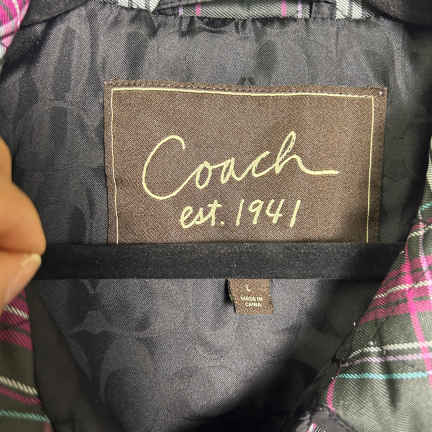 Coach
est. 1941
L
MADE IN
CHINA